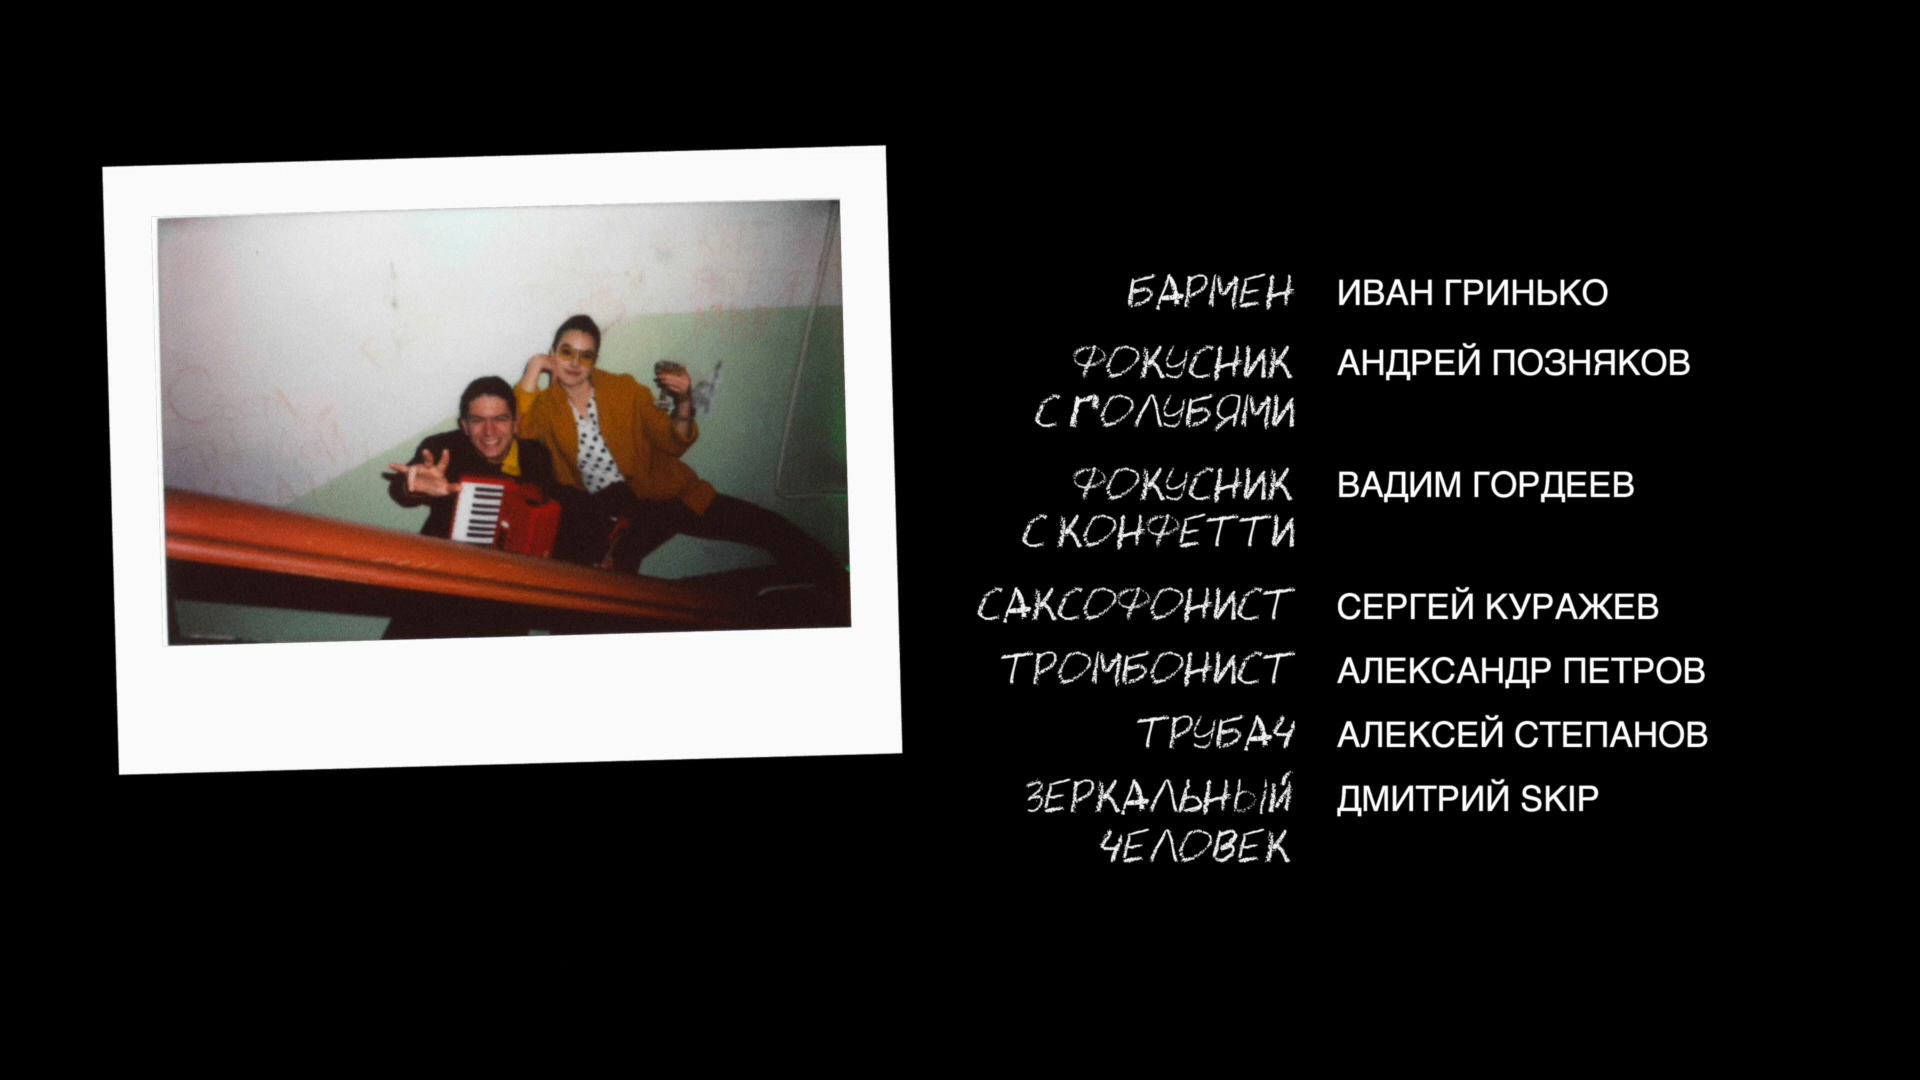 БАРМЕН ИВАН ГРИНЬКО
ФОКУСНИК АНДРЕЙ ПОЗНЯКОВ
С ГОЛУБЯМИ
ФОКУСНИК ВАДИМ ГОРДЕЕВ
С КОНФЕТТИ
САКСОФОНИСТ СЕРГЕЙ КУРАЖЕВ
ТРОМБОНИСТ АЛЕКСАНДР ПЕТРОВ
ТРУБАЧ АЛЕКСЕЙ СТЕПАНОВ
ЗЕРКАЛЬНЫЙ ДМИТРИЙ SKIP
ЧЕЛОВЕК